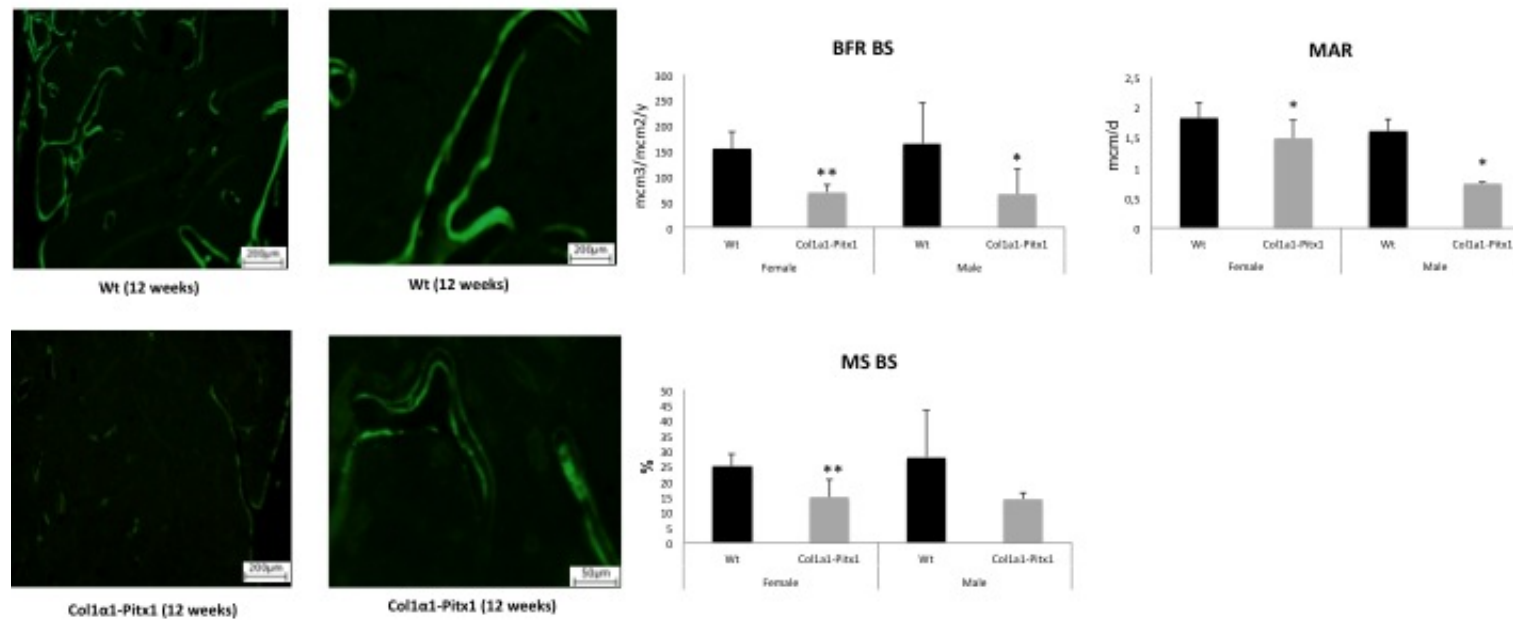 200µm
Wt (12 weeks)
200µm
Wt (12 weeks)
BFR BS
mcm3/mcm2/y
300
250
200
150
100
50
0
**
*
Wt
Col1a1-Pitx1
Wt
Col1a1-Pitx1
Female
Male
MAR
mcm/d
2,5
2
1,5
1
0,5
0
*
*
Wt
Col1a1-Pitx1
Wt
Col1a1-Pitx1
Female
Male
200µm
Col1α1-Pitx1 (12 weeks)
50µm
Col1α1-Pitx1 (12 weeks)
MS BS
%
50
45
40
35
30
25
20
15
10
5
0
**
Wt
Col1a1-Pitx1
Wt
Col1a1-Pitx1
Female
Male